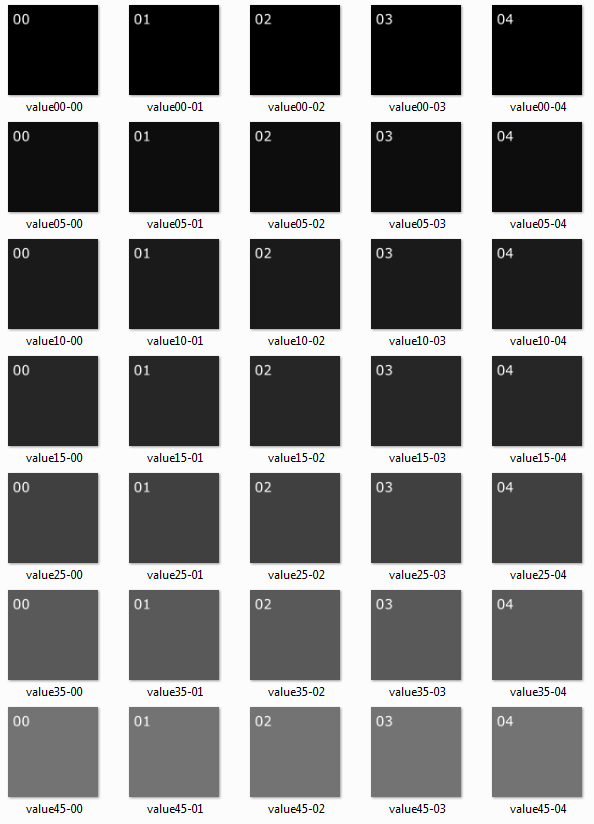 00 01 02 03 04
value00-00 value00-01 value00-02 value00-03 value00-04
00 01 02 03 04
value05-00 value05-01 value05-02 value05-03 value05-04
00 01 02 03 04
value10-00 value10-01 value10-02 value10-03 value10-04
00 01 02 03 04
value15-00 value15-01 value15-02 value15-03 value15-04
00 01 02 03 04
value25-00 value25-01 value25-02 value25-03 value25-04
00 01 02 03 04
value35-00 value35-01 value35-02 value35-03 value35-04
00 01 02 03 04
value45-00 value45-01 value45-02 value45-03 value45-04